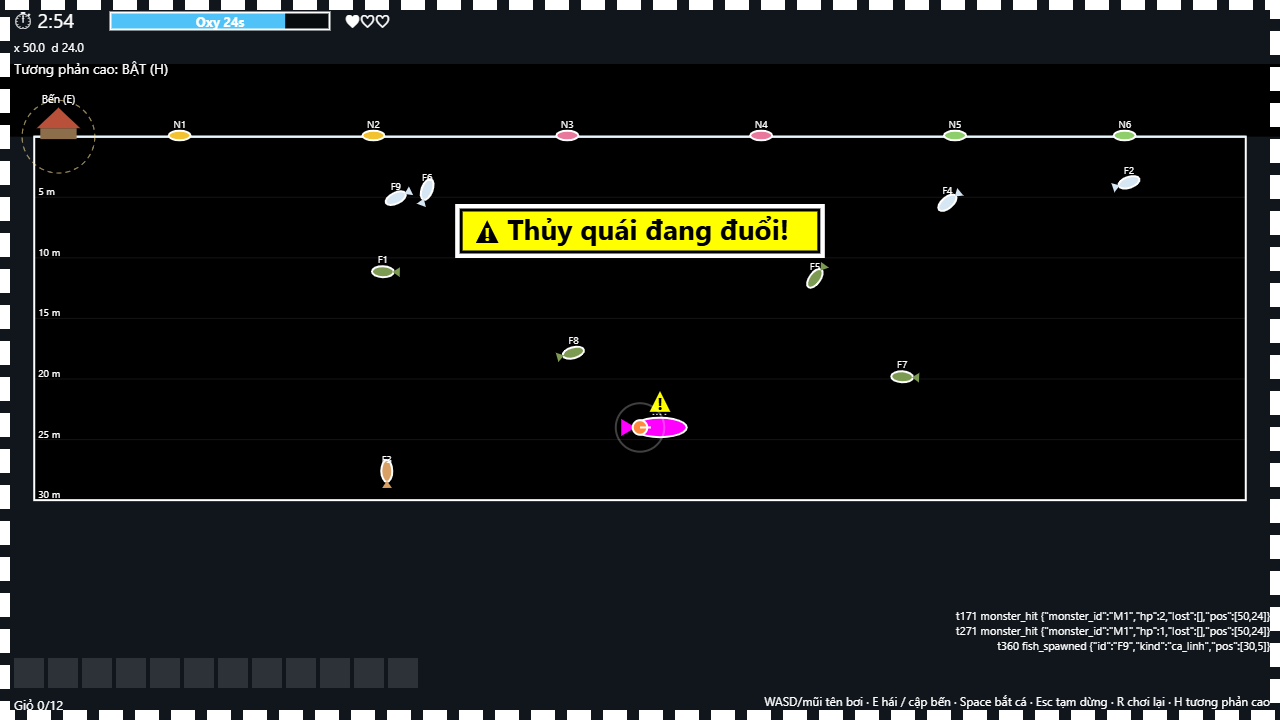 2:54
Oxy 24s
x 50.0 d 24.0
Tương phản cao: BẬT (H)
Bến (E)
N1
N2
N3
N4
N5
N6
5 m
F9
F6
F4
F2
Thủy quái đang đuổi!
10 m
F1
F5
15 m
F8
F7
20 m
25 m
F3
30 m
t171 monster_hit {"monster_id":"M1","hp":2,"lost":[],"pos":[50,24]}
t271 monster_hit {"monster_id":"M1","hp":1,"lost":[],"pos":[50,24]}
t360 fish_spawned {"id":"F9","kind":"ca_linh","pos":[30,5]}
Giỏ 0/12
WASD/mũi tên bơi · E hái / cập bến · Space bắt cá · Esc tạm dừng · R chơi lại · H tương phản cao